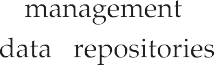 management
data repositories